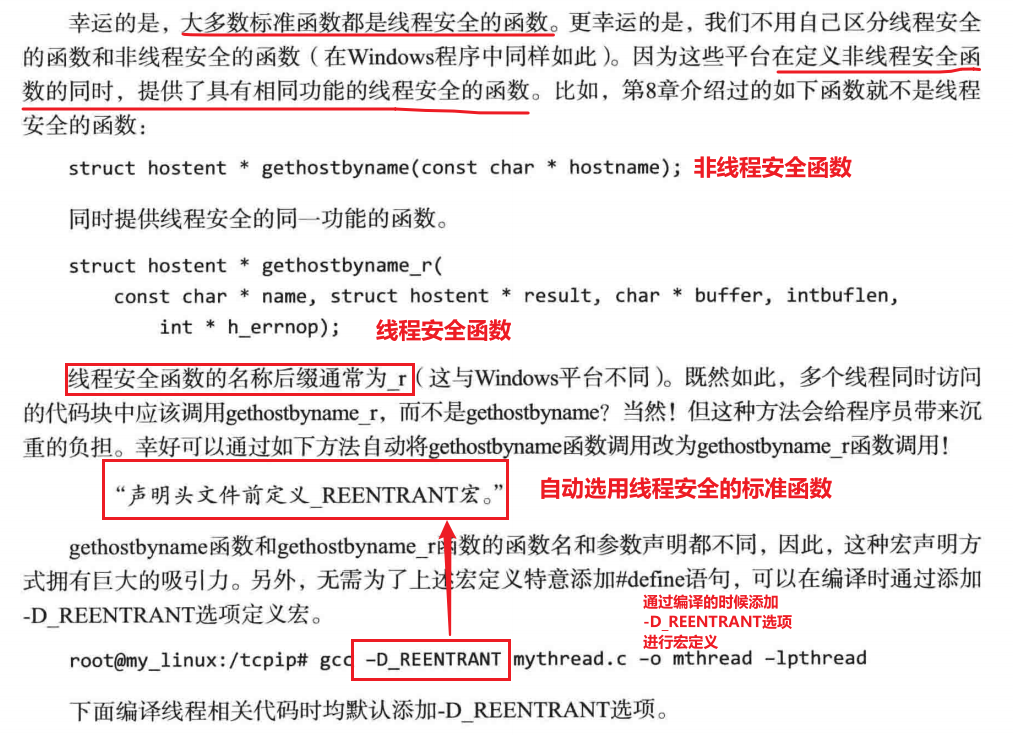 幸运的是，大多数标准函数都是线程安全的函数。更幸运的是，我们不用自己区分线程安全
的函数和非线程安全的函数（在Windows程序中同样如此）。因为这些平台在定义非线程安全函
数的同时，提供了具有相同功能的线程安全的函数。比如，第8章介绍过的如下函数就不是线程
安全的函数：
struct hostent * gethostbyname(const char * hostname); 非线程安全函数
同时提供线程安全的同一功能的函数。
struct hostent * gethostbyname_r(
const char * name, struct hostent * result, char * buffer, intbuflen,
int * h_errnop); 线程安全函数
线程安全函数的名称后缀通常为_r（这与Windows平台不同）。既然如此，多个线程同时访问
的代码块中应该调用gethostbyname_r，而不是gethostbyname？当然！但这种方法会给程序员带来沉
重的负担。幸好可以通过如下方法自动将gethostbyname函数调用改为gethostbyname_r函数调用！
“声明头文件前定义_REENTRANT宏。” 自动选用线程安全的标准函数
gethostbyname函数和gethostbyname_r函数的函数名和参数声明都不同，因此，这种宏声明方
式拥有巨大的吸引力。另外，无需为了上述宏定义特意添加#define语句，可以在编译时通过添加
-D_REENTRANT选项定义宏。
通过编译的时候添加
-D_REENTRANT选项
进行宏定义
root@my_linux:/tcpip# gcc –D_REENTRANT mythread.c –o mthread –lpthread
下面编译线程相关代码时均默认添加-D_REENTRANT选项。